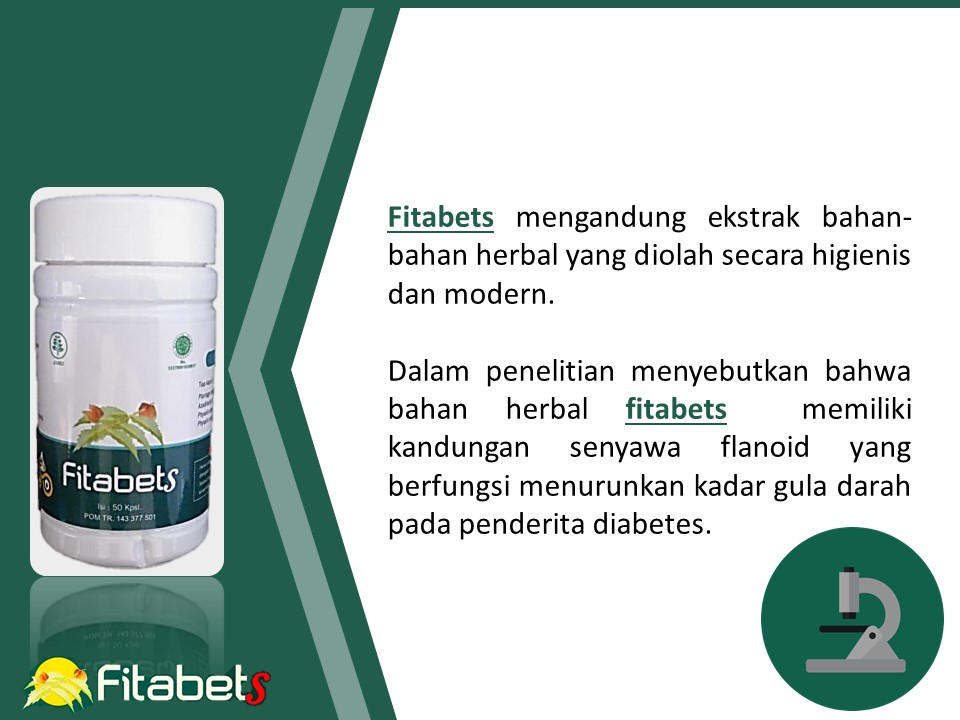 Fitabets mengandung ekstrak bahan-
bahan herbal yang diolah secara higienis
dan modern.
Dalam penelitian menyebutkan bahwa
bahan herbal fitabets memiliki
kandungan senyawa flanoid yang
berfungsi menurunkan kadar gula darah
pada penderita diabetes.
Fitabets
Isi : 50 Kpsl.
POM TR. 143 377 501
Fitabets